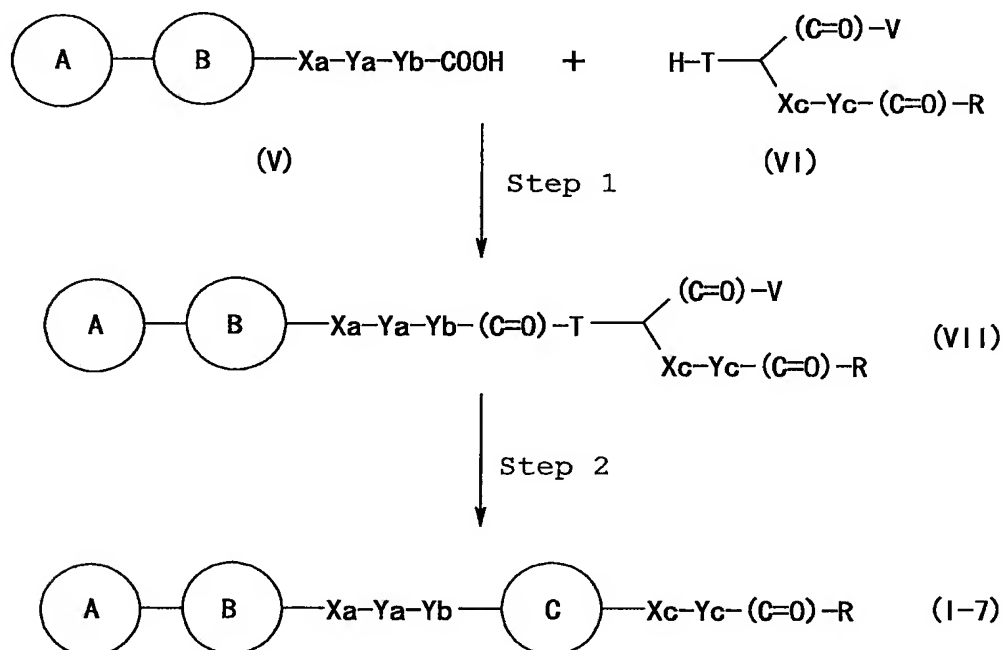 (C=O)-V
A B -Xa-Ya-Yb-COOH + H-T
Xc-Yc-(C=O)-R
(V) (VI)
Step 1
(C=O)-V
A B -Xa-Ya-Yb-(C=O)-T (VII)
Xc-Yc-(C=O)-R
Step 2
A B -Xa-Ya-Yb- C -Xc-Yc-(C=O)-R (I-7)